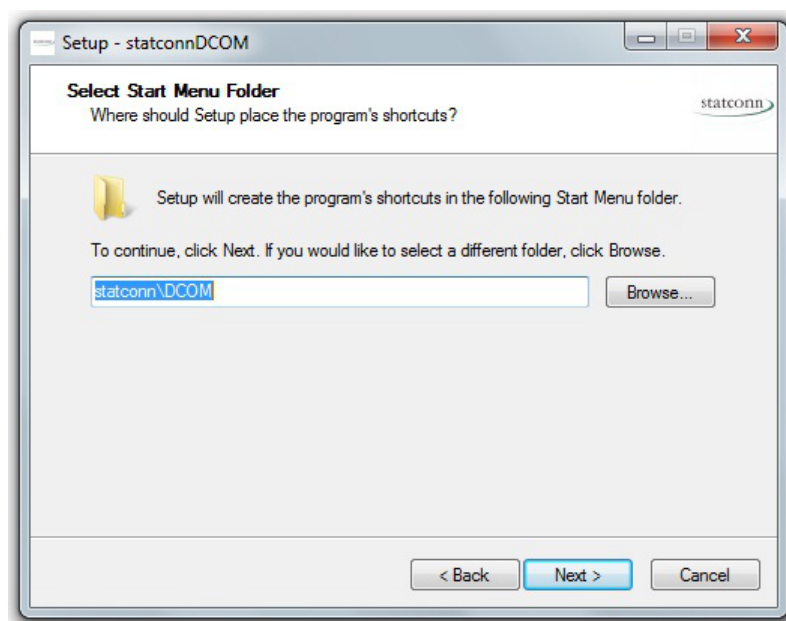 Setup - statconnDCOM
Select Start Menu Folder
Where should Setup place the program's shortcuts?
statconn
Setup will create the program's shortcuts in the following Start Menu folder.
To continue, click Next. If you would like to select a different folder, click Browse.
statconn\DCOM
Browse...
< Back
Next >
Cancel